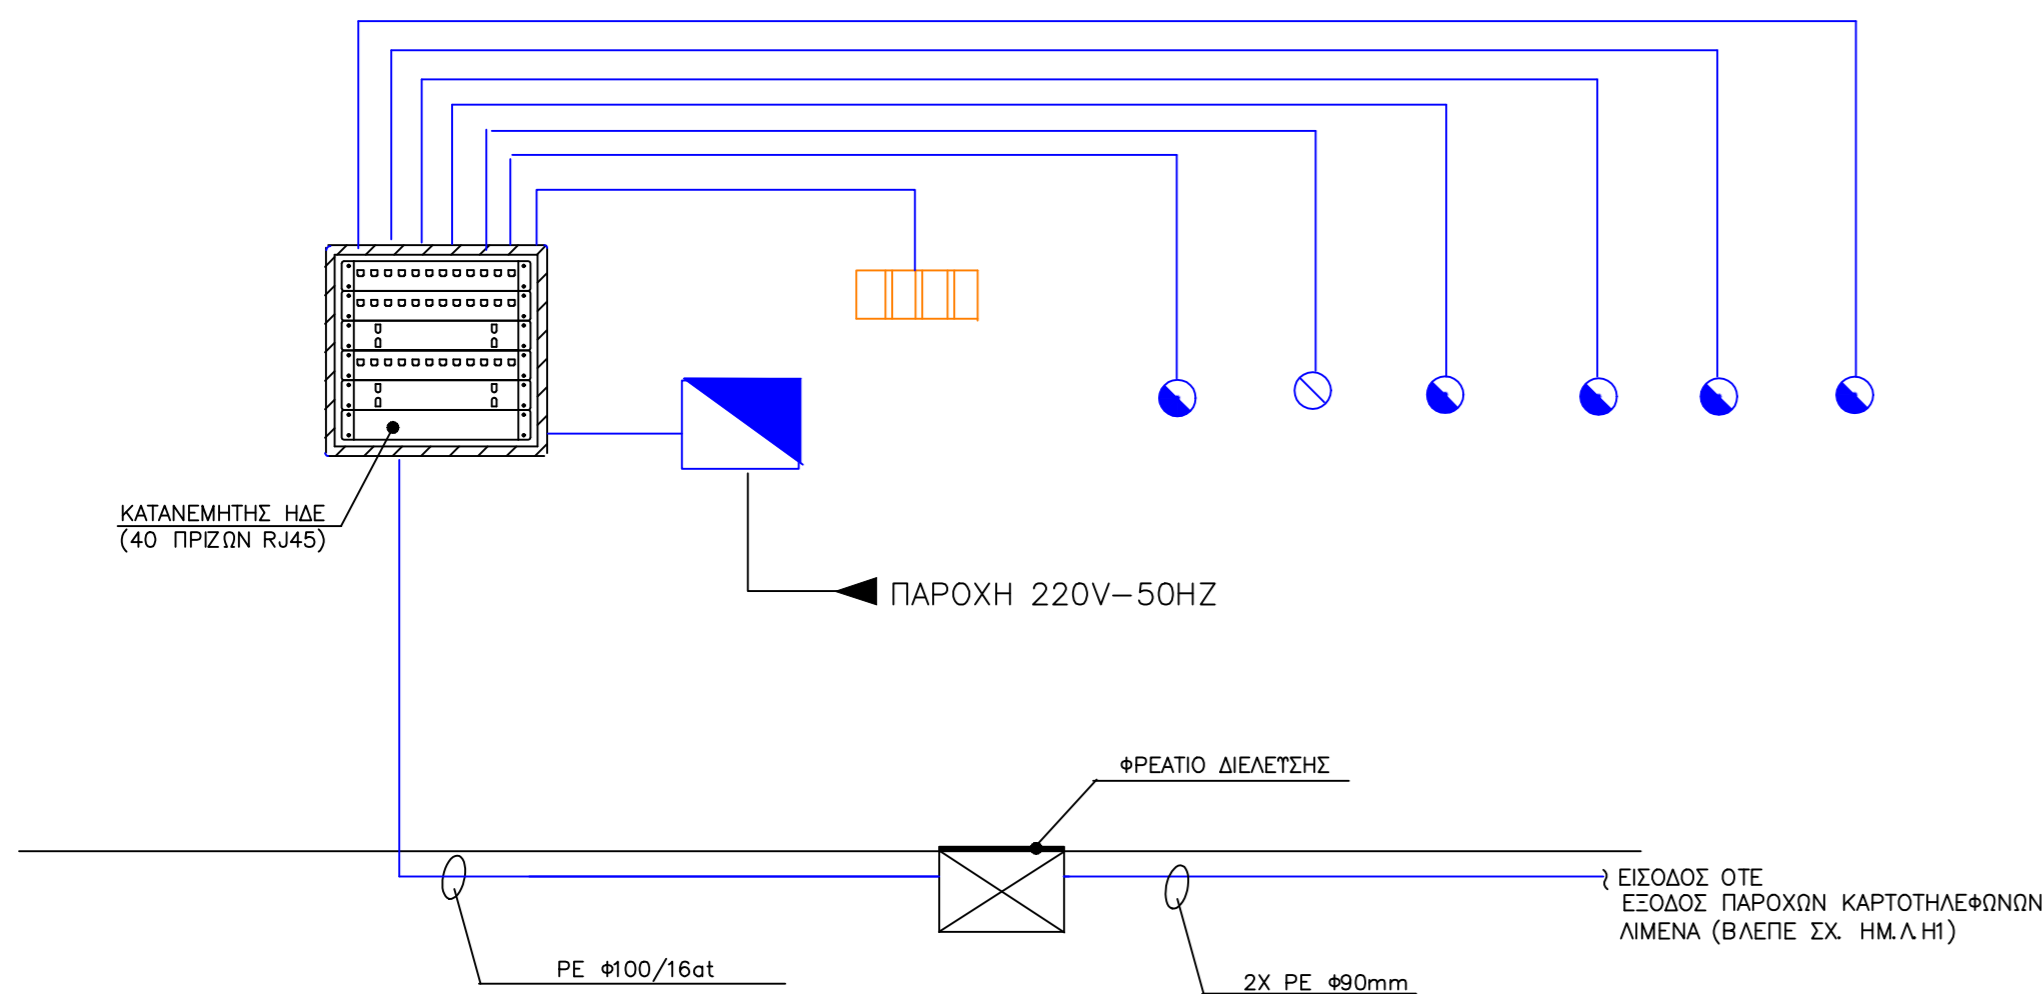 ΚΑΤΑΝΕΜΗΤΗΣ ΗΔΕ
(40 ΠΡΙΖΩΝ RJ45)
ΠΑΡΟΧΗ 220V-50HZ
ΦΡΕΑΤΙΟ ΔΙΕΛΕΥΣΗΣ
ΕΙΣΟΔΟΣ ΟΤΕ
ΕΞΟΔΟΣ ΠΑΡΟΧΩΝ ΚΑΡΤΟΤΗΛΕΦΩΝΩΝ
ΛΙΜΕΝΑ (ΒΛΕΠΕ ΣΧ. ΗΜ.Λ.Η1)
PE Φ100/16at
2X PE Φ90mm